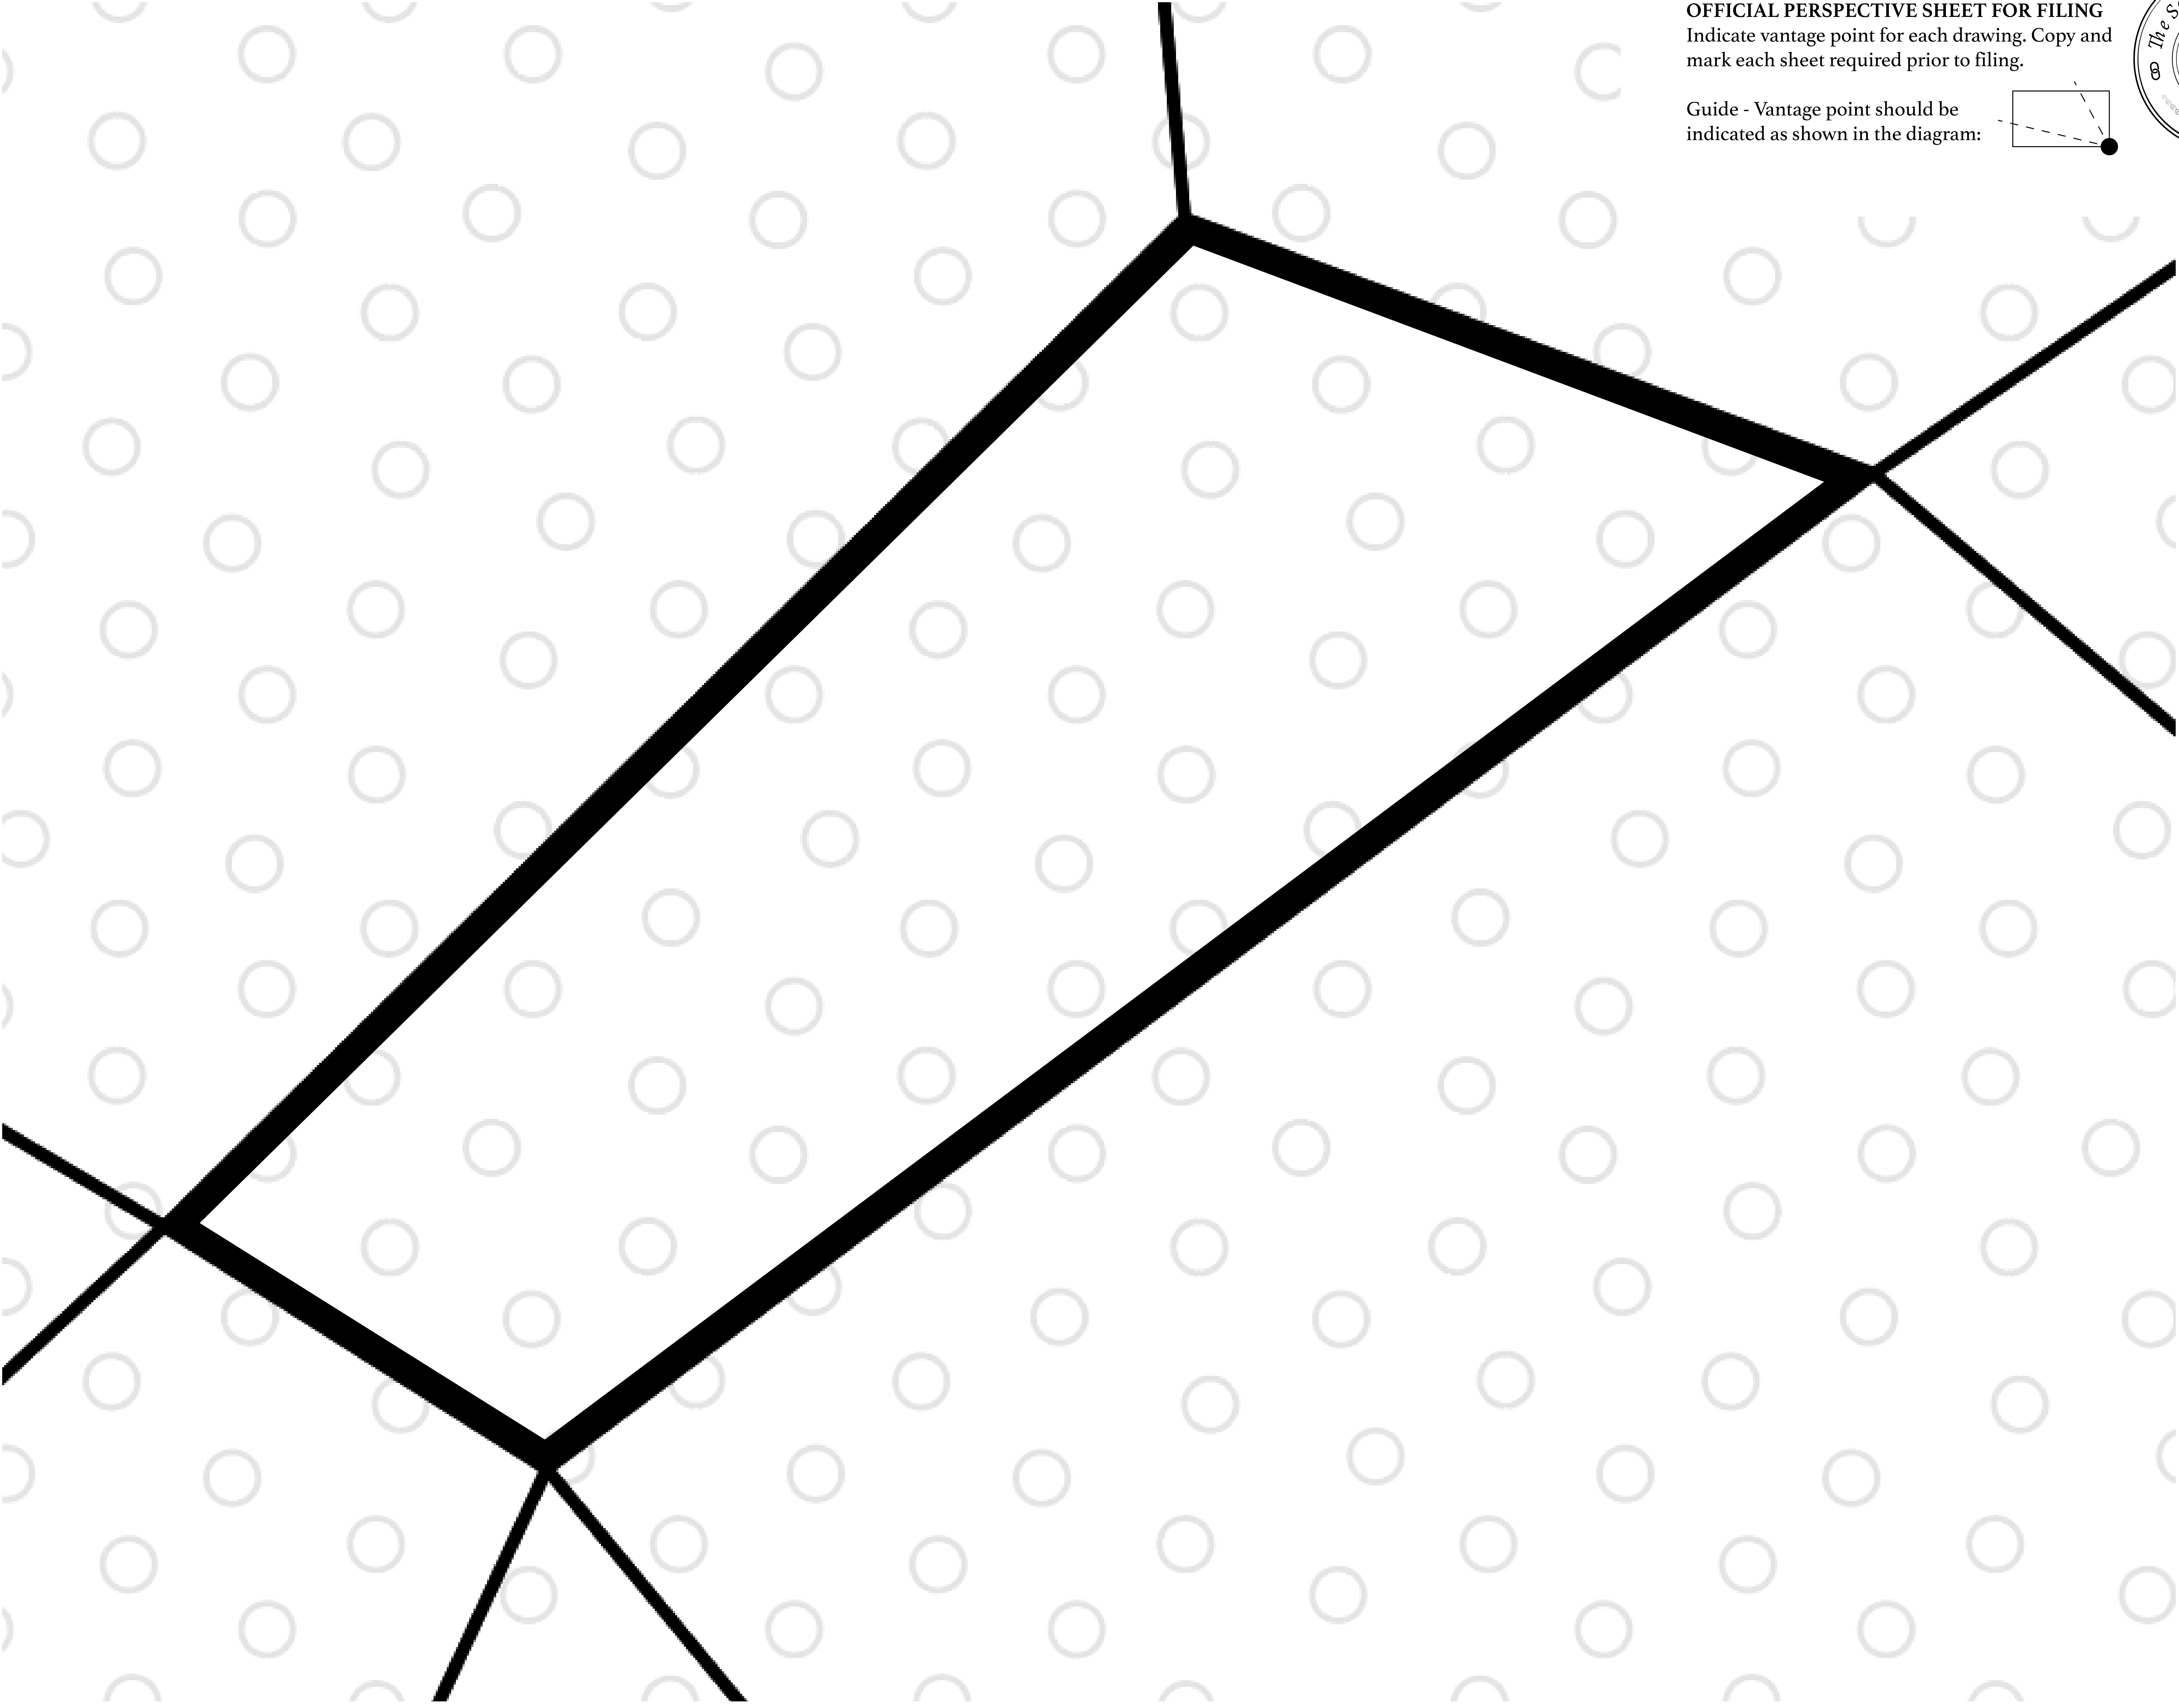 OFFICIAL PERSPECTIVE SHEET FOR FILING
Indicate vantage point for each drawing. Copy and
mark each sheet required prior to filing.
Guide - Vantage point should be
indicated as shown in the diagram:
The